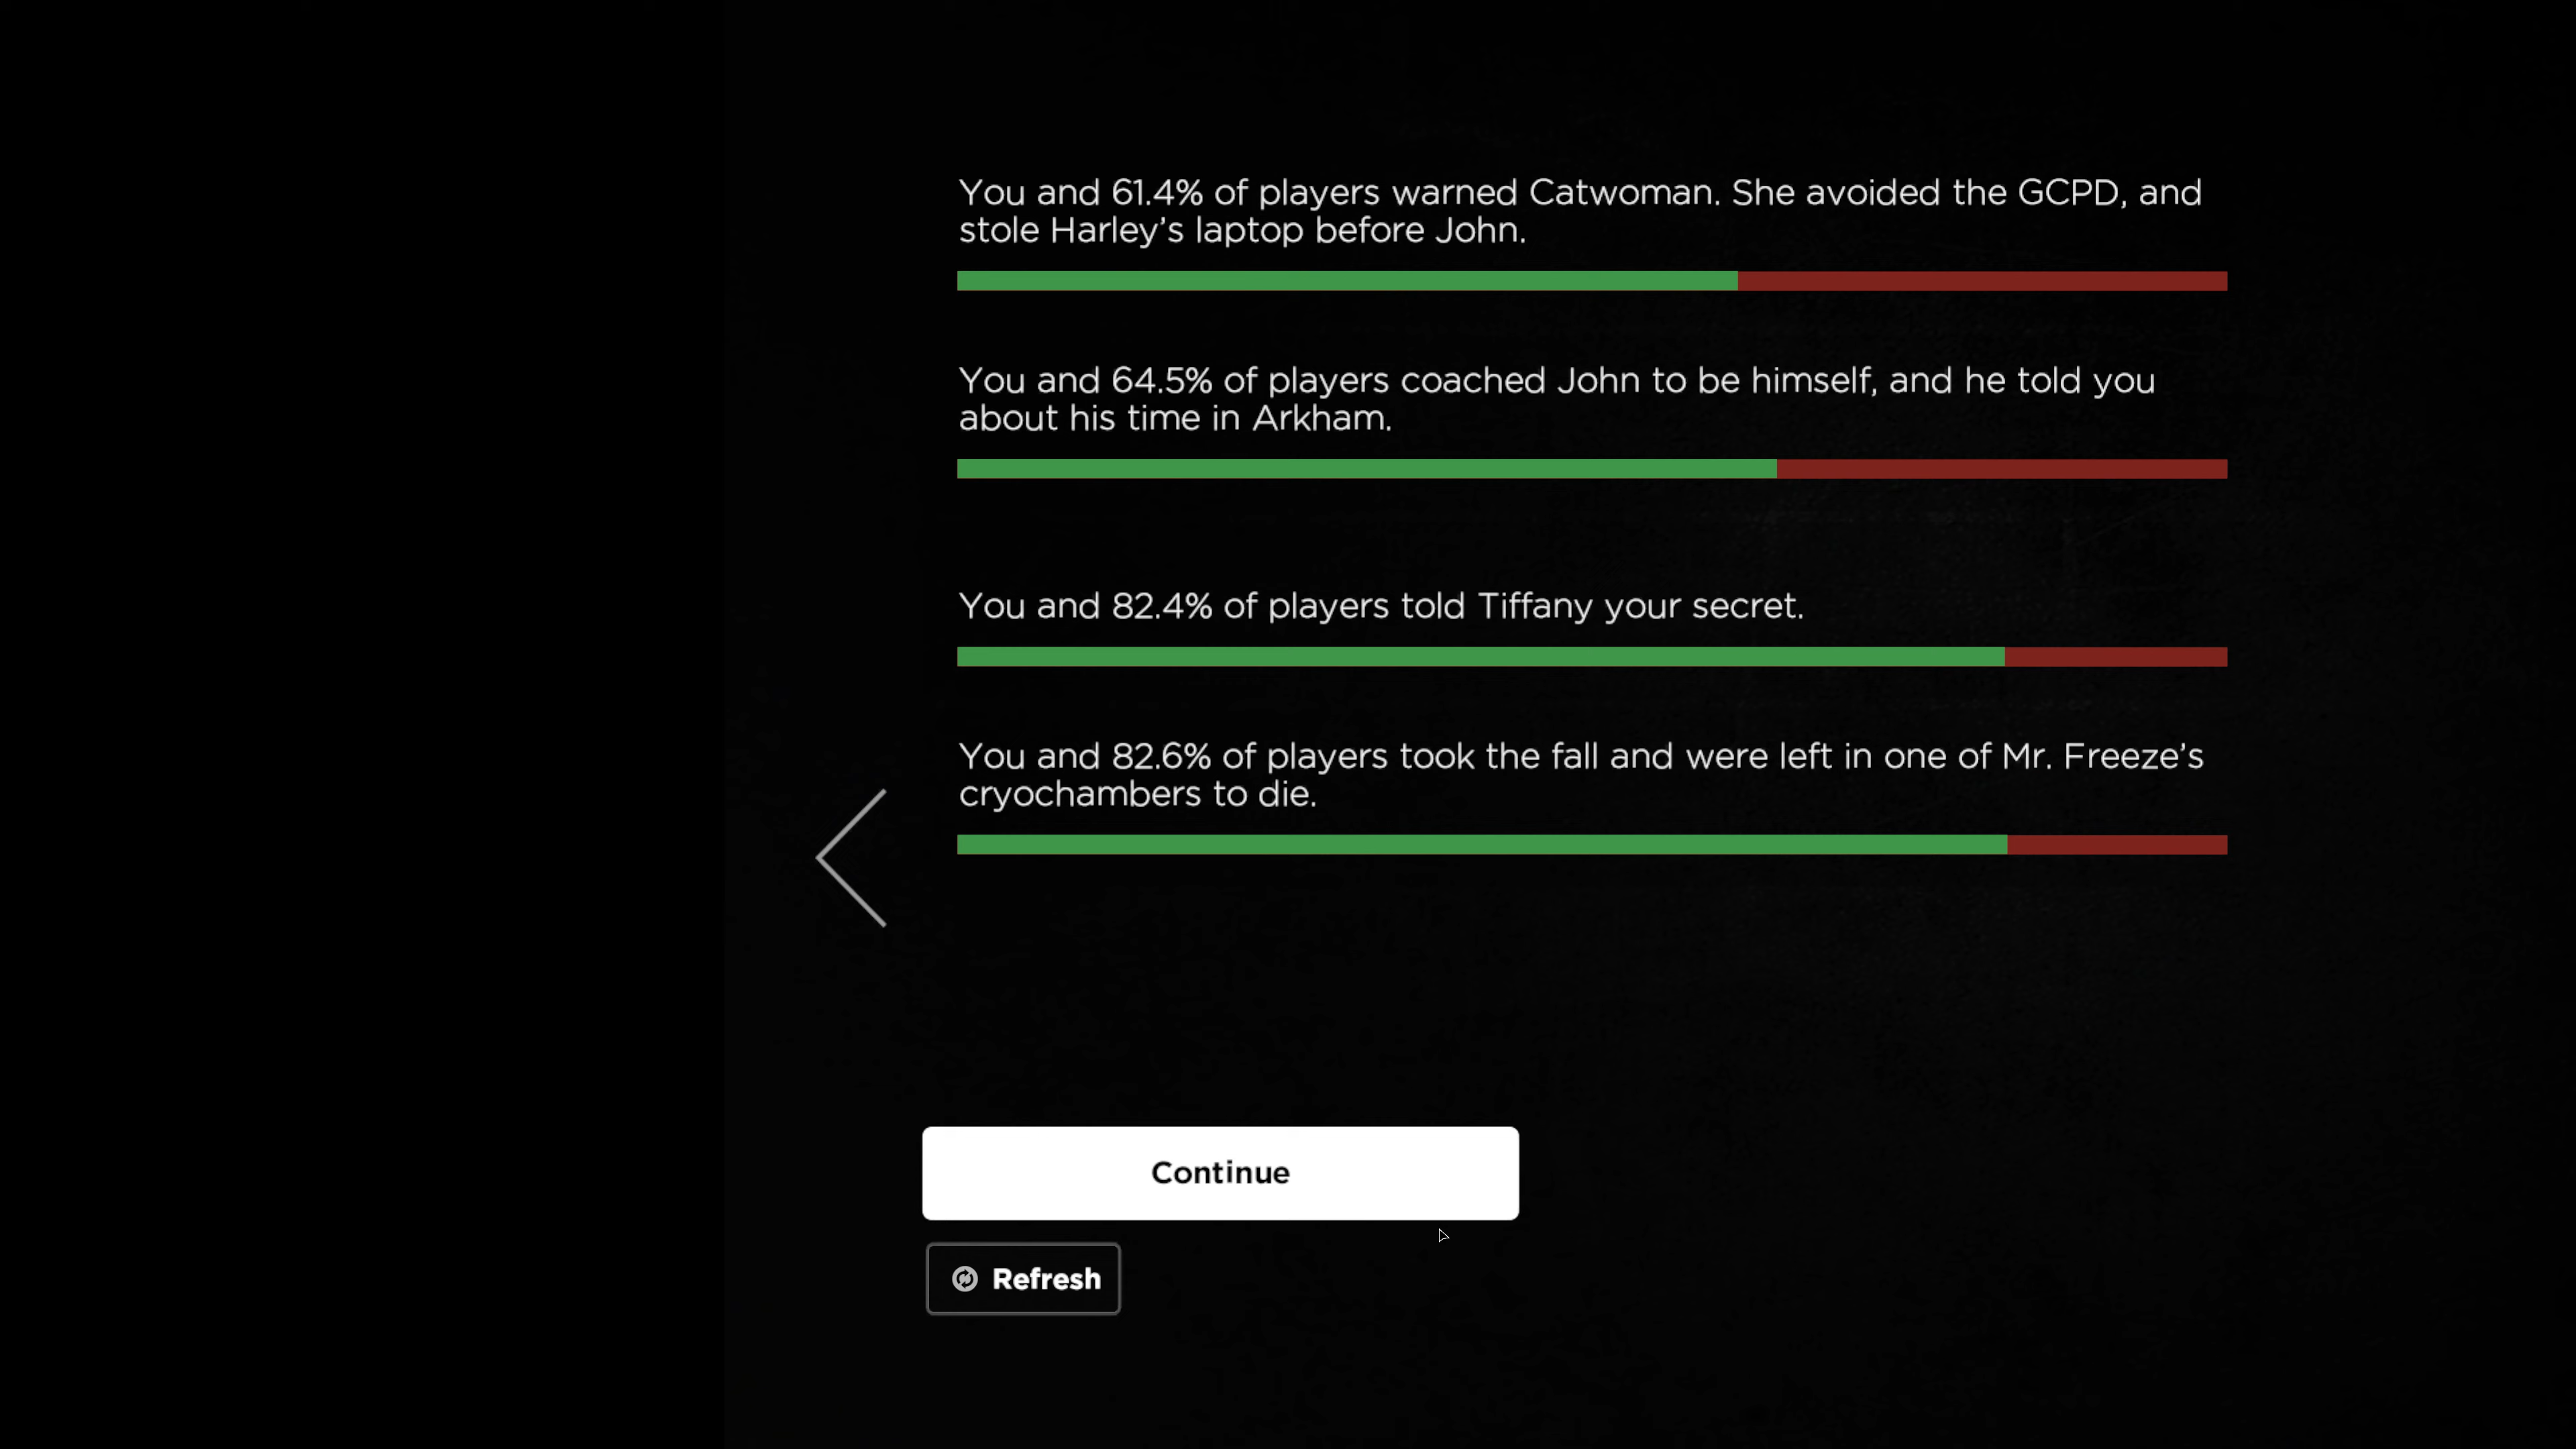 You and 61.4% of players warned Catwoman. She avoided the GCPD, and
stole Harley’s laptop before John.
You and 64.5% of players coached John to be himself, and he told you
about his time in Arkham.
You and 82.4% of players told Tiffany your secret.
You and 82.6% of players took the fall and were left in one of Mr. Freeze’s
cryochambers to die.
Continue
Refresh